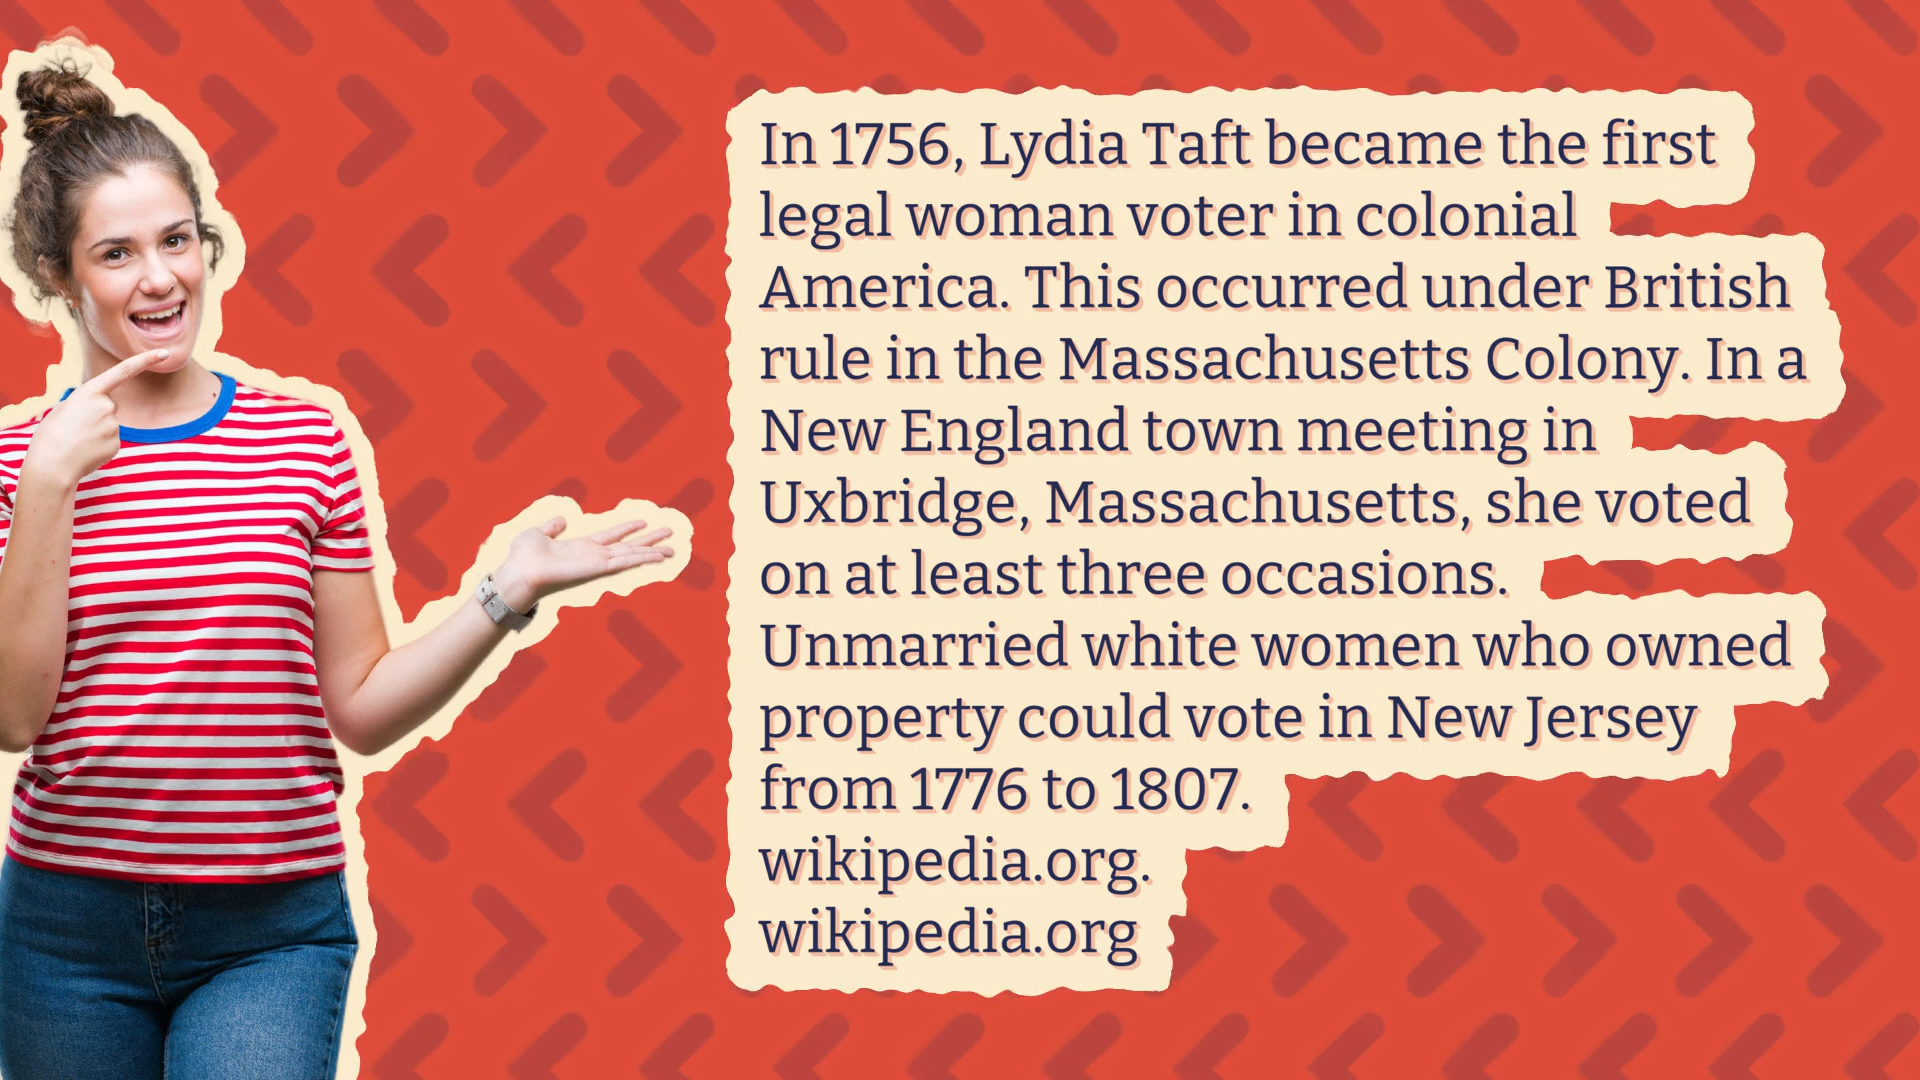 In 1756, Lydia Taft became the first
legal woman voter in colonial
America. This occurred under British
rule in the Massachusetts Colony. In a
New England town meeting in
Uxbridge, Massachusetts, she voted
on at least three occasions.
Unmarried white women who owned
property could vote in New Jersey
from 1776 to 1807.
wikipedia.org.
wikipedia.org